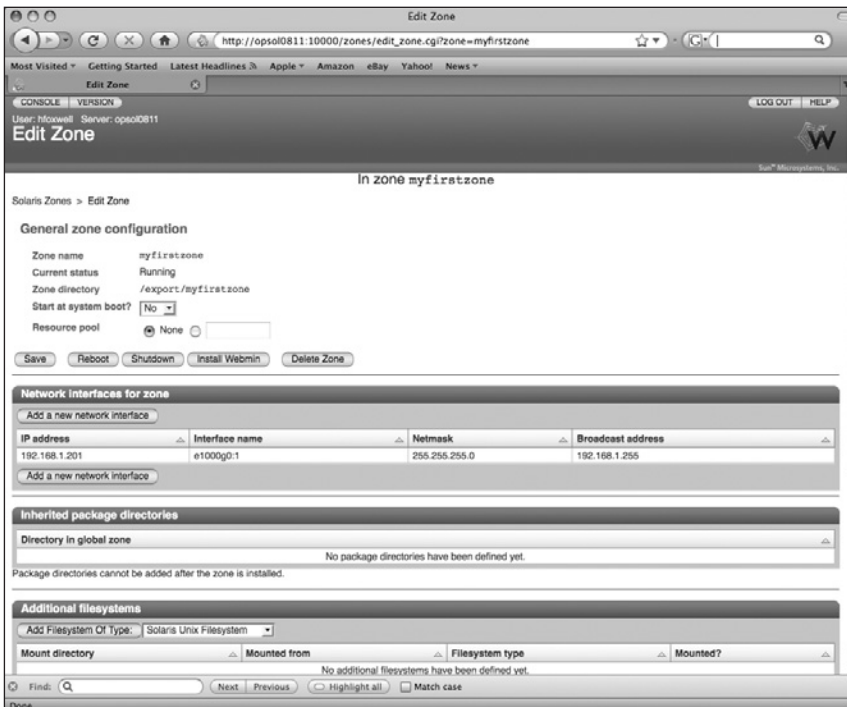 Edit Zone
http://opsol0811:10000/zones/edit_zone.cgi?zone=myfirstzone
Most Visited Getting Started Latest Headlines Apple Amazon eBay Yahoo! News
Edit Zone
CONSOLE VERSION LOG OUT HELP
User: hfoxwell Server: opsol0811
Edit Zone
W
Sun™ Microsystems, Inc.
In zone myfirstzone
Solaris Zones > Edit Zone
General zone configuration
Zone name myfirstzone
Current status Running
Zone directory /export/myfirstzone
Start at system boot? No
Resource pool None
Save Reboot Shutdown Install Webmin Delete Zone
Network interfaces for zone
Add a new network interface
IP address Interface name Netmask Broadcast address
192.168.1.201 e1000g0:1 255.255.255.0 192.168.1.255
Add a new network interface
Inherited package directories
Directory in global zone
No package directories have been defined yet.
Package directories cannot be added after the zone is installed.
Additional filesystems
Add Filesystem Of Type: Solaris Unix Filesystem
Mount directory Mounted from Filesystem type Mounted?
No additional filesystems have been defined yet.
Find: Next Previous Highlight all Match case
Done